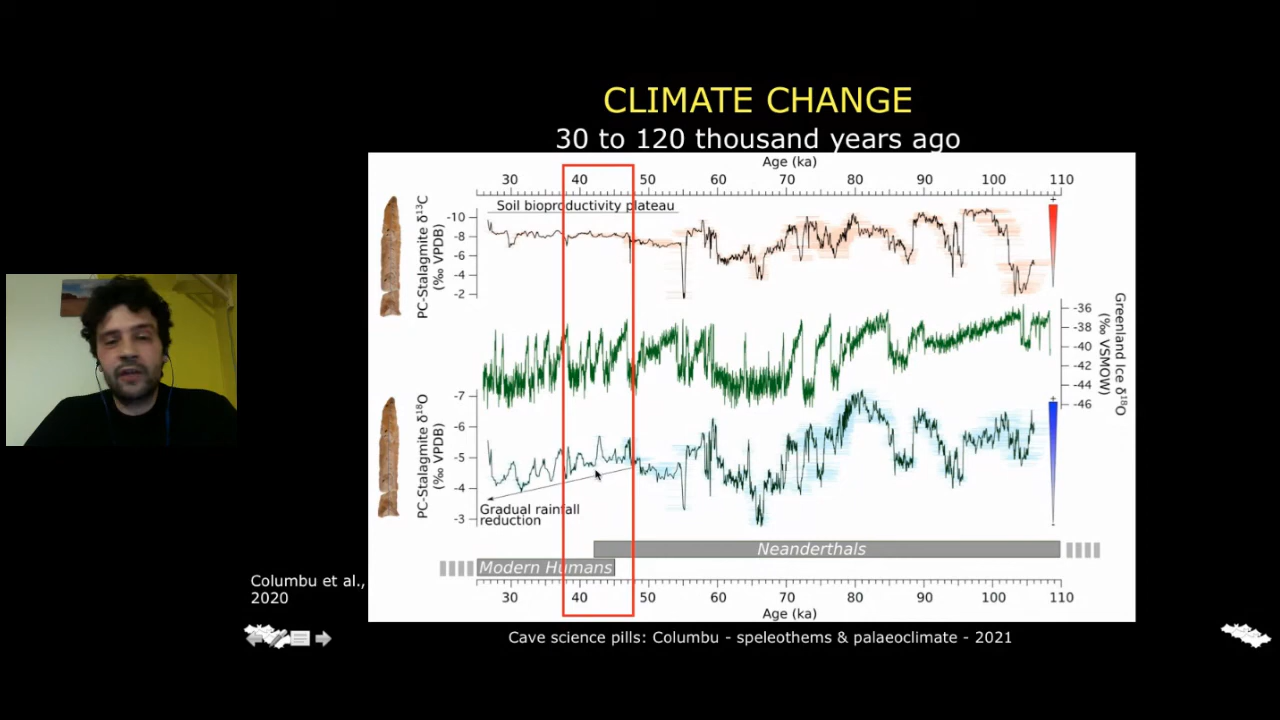 CLIMATE CHANGE
30 to 120 thousand years ago
Age (ka)
30 40 50 60 70 80 90 100 110
Soil bioproductivity plateau
PC-Stalagmite δ¹³C
(‰ VPDB)
-10
-8
-6
-4
-2
+
-
-36
-38
-40
-42
-44
-46
Greenland Ice δ¹⁸O
(‰ VSMOW)
PC-Stalagmite δ¹⁸O
(‰ VPDB)
-7
-6
-5
-4
-3
+
-
Gradual rainfall
reduction
Neanderthals
Modern Humans
30 40 50 60 70 80 90 100 110
Age (ka)
Columbu et al.,
2020
Cave science pills: Columbu - speleothems & palaeoclimate - 2021